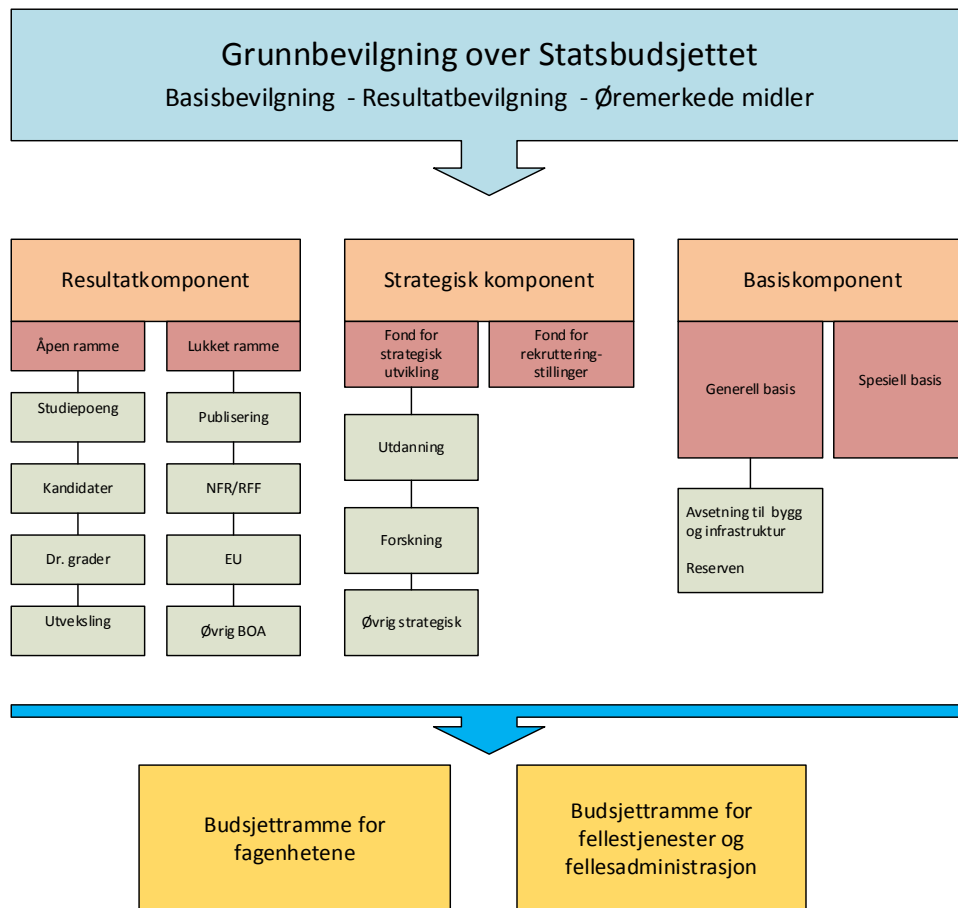 Grunnbevilgning over Statsbudsjettet
Basisbevilgning - Resultatbevilgning - Øremerkede midler
Resultatkomponent
Åpen ramme
Studiepoeng
Kandidater
Dr. grader
Utveksling
Lukket ramme
Publisering
NFR/RFF
EU
Øvrig BOA
Strategisk komponent
Fond for
strategisk
utvikling
Utdanning
Forskning
Øvrig strategisk
Fond for
rekruttering-
stillinger
Basiskomponent
Generell basis
Avsetning til bygg
og infrastruktur
Reserven
Spesiell basis
Budsjettramme for
fagenhetene
Budsjettramme for
fellestjenester og
fellesadministrasjon